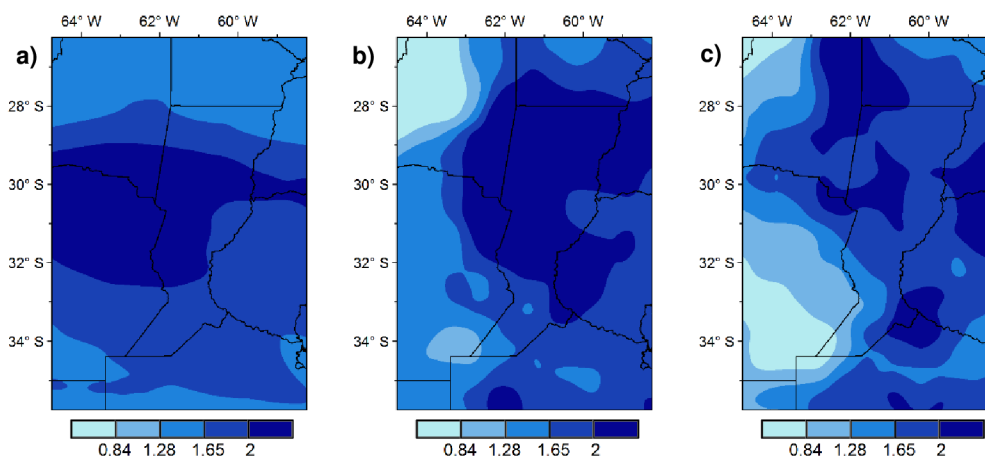 64° W 62° W 60° W
a)
28° S
30° S
32° S
34° S
0.84 1.28 1.65 2
64° W 62° W 60° W
b)
28° S
30° S
32° S
34° S
0.84 1.28 1.65 2
64° W 62° W 60° W
c)
28° S
30° S
32° S
34° S
0.84 1.28 1.65 2